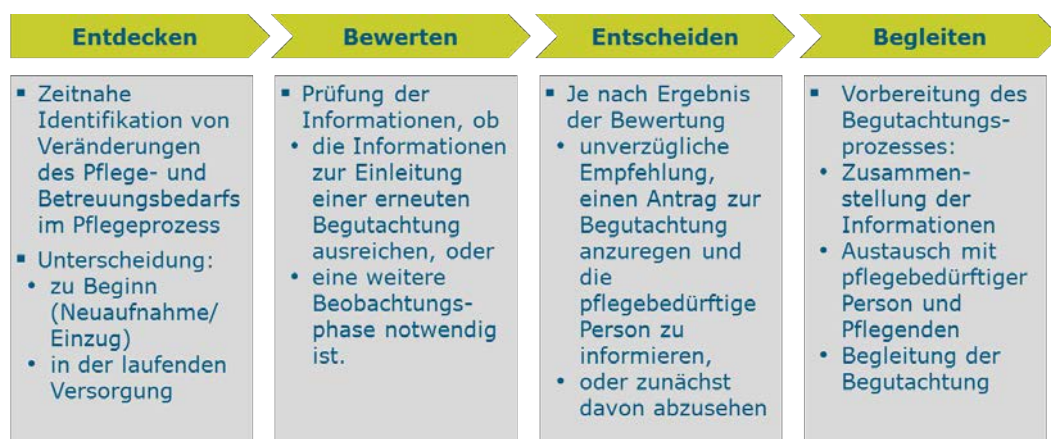 Entdecken
Bewerten
Entscheiden
Begleiten
▪ Zeitnahe
Identifikation von
Veränderungen
des Pflege- und
Betreuungsbedarfs
im Pflegeprozess
▪ Unterscheidung:
• zu Beginn
(Neuaufnahme/
Einzug)
• in der laufenden
Versorgung
▪ Prüfung der
Informationen, ob
• die Informationen
zur Einleitung
einer erneuten
Begutachtung
ausreichen, oder
• eine weitere
Beobachtungs-
phase notwendig
ist.
▪ Je nach Ergebnis
der Bewertung
• unverzügliche
Empfehlung,
einen Antrag zur
Begutachtung
anzuregen und
die
pflegebedürftige
Person zu
informieren,
• oder zunächst
davon abzusehen
▪ Vorbereitung des
Begutachtungs-
prozesses:
• Zusammen-
stellung der
Informationen
• Austausch mit
pflegebedürftiger
Person und
Pflegenden
• Begleitung der
Begutachtung